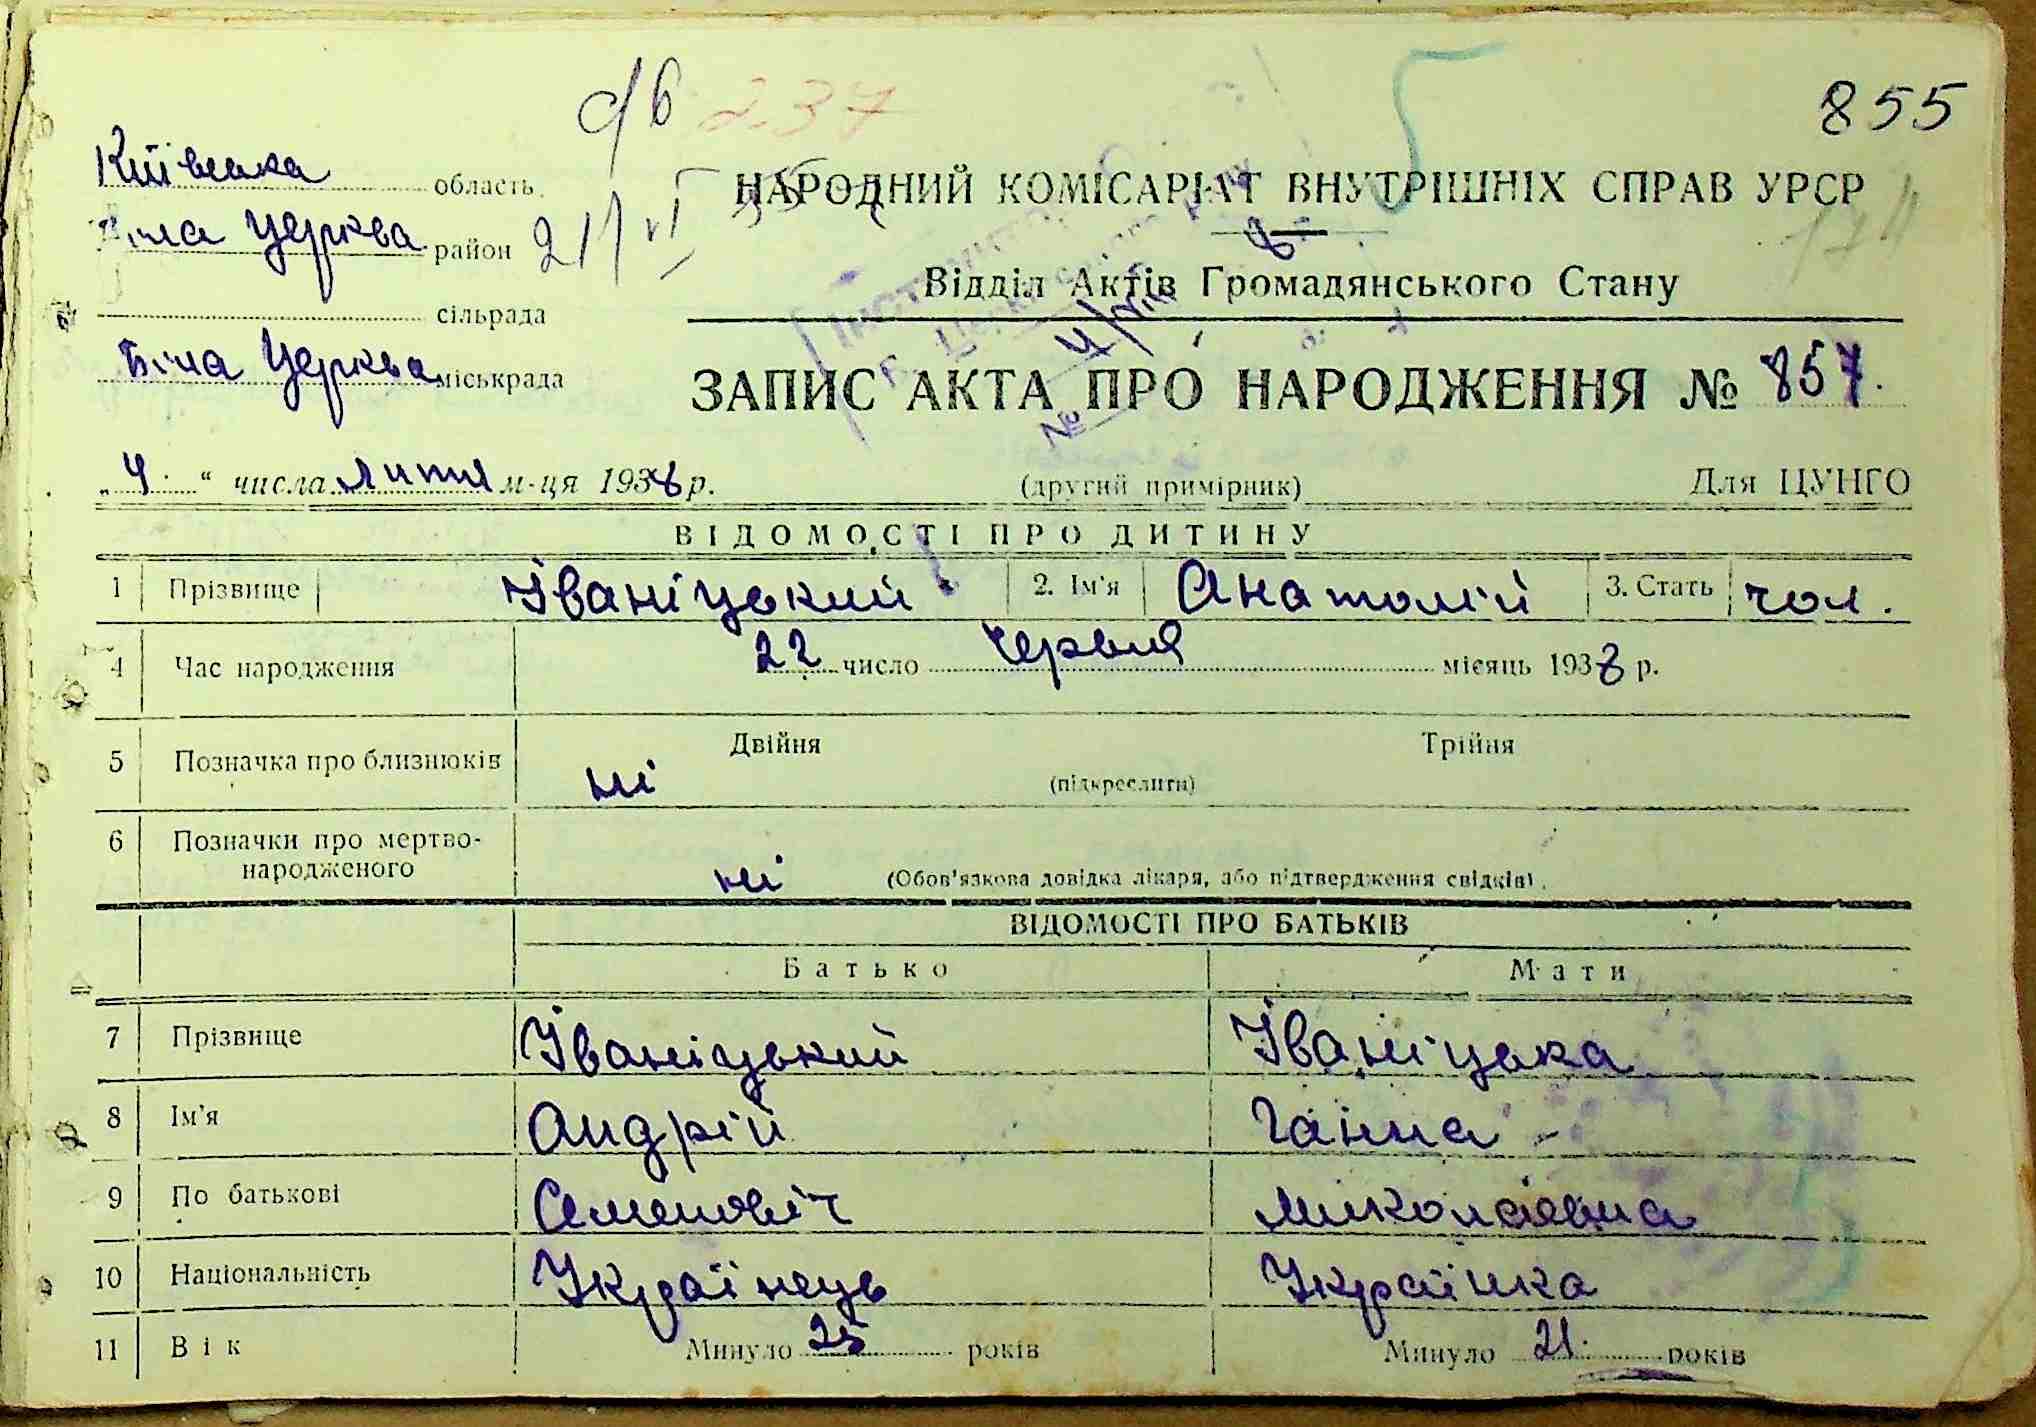 855
2.37
Київська область
Біла Церква район
НАРОДНИЙ КОМІСАРІАТ ВНУТРІШНІХ СПРАВ УРСР
Відділ Актів Громадянського Стану
сільрада
Біла Церква міськрада
ЗАПИС АКТА ПРО НАРОДЖЕННЯ № 857.
„4.“ числа липня м-ця 1938 р. (другий примірник) Для ЦУНГО
ВІДОМОСТІ ПРО ДИТИНУ
1 Прізвище Іваніцький 2. Ім'я Анатолій 3. Стать чол.
4 Час народження 22 число червня місяць 1938 р.
5 Позначка про близнюків ні Двійня Трійня
(підкреслити)
6 Позначки про мертво-
народженого ні (Обов'язкова довідка лікаря, або підтвердження свідків).
ВІДОМОСТІ ПРО БАТЬКІВ
Батько Мати
7 Прізвище Іваніцький Іваніцька
8 Ім'я Андрій Ганна
9 По батькові Семенович Миколаєвна
10 Національність Українець Українка
11 Вік Минуло 25 років Минуло 21. років